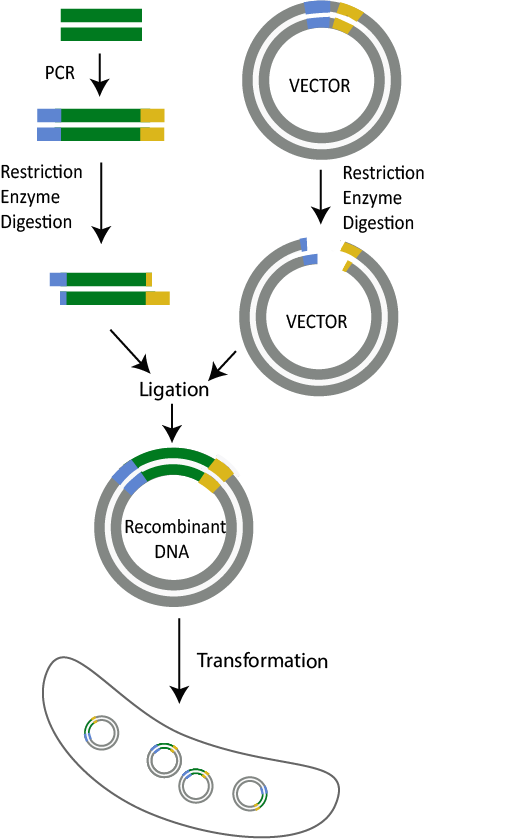 PCR
VECTOR
Restriction
Enzyme
Digestion
Restriction
Enzyme
Digestion
VECTOR
Ligation
Recombinant
DNA
Transformation